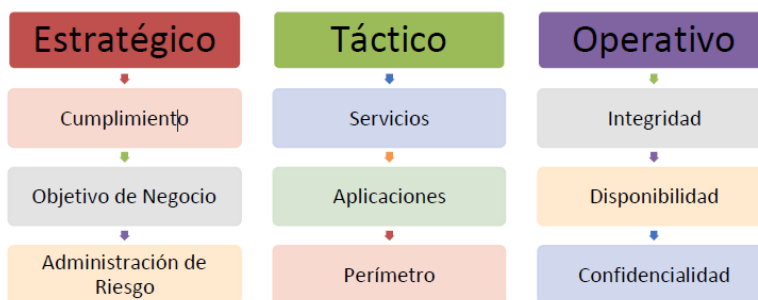 Estratégico
Cumplimiento
Objetivo de Negocio
Administración de
Riesgo
Táctico
Servicios
Aplicaciones
Perímetro
Operativo
Integridad
Disponibilidad
Confidencialidad